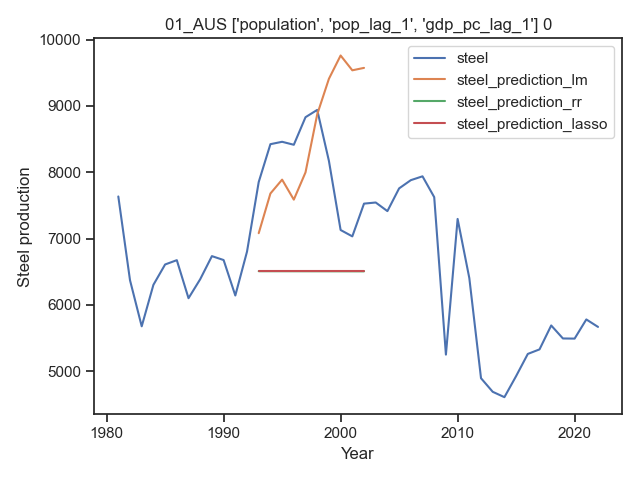 01_AUS ['population', 'pop_lag_1', 'gdp_pc_lag_1'] 0
10000
9000
8000
7000
6000
5000
Steel production
steel
steel_prediction_lm
steel_prediction_rr
steel_prediction_lasso
1980
1990
2000
2010
2020
Year